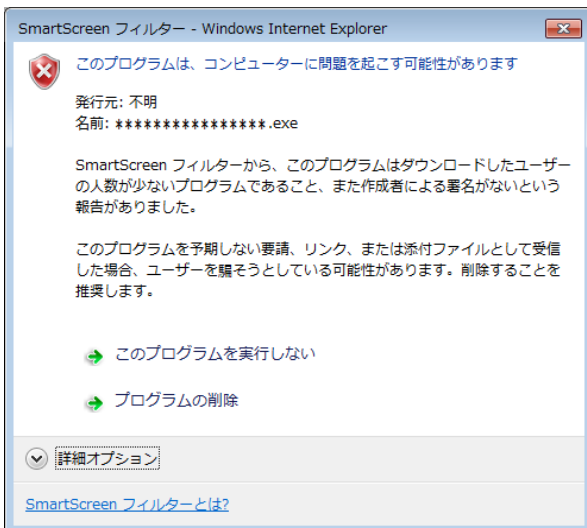 SmartScreen フィルター - Windows Internet Explorer
このプログラムは、コンピューターに問題を起こす可能性があります
発行元: 不明
名前: ****************.exe
SmartScreen フィルターから、このプログラムはダウンロードしたユーザー
の人数が少ないプログラムであること、また作成者による署名がないという
報告がありました。
このプログラムを予期しない要請、リンク、または添付ファイルとして受信
した場合、ユーザーを騙そうとしている可能性があります。削除することを
推奨します。
このプログラムを実行しない
プログラムの削除
詳細オプション
SmartScreen フィルターとは?